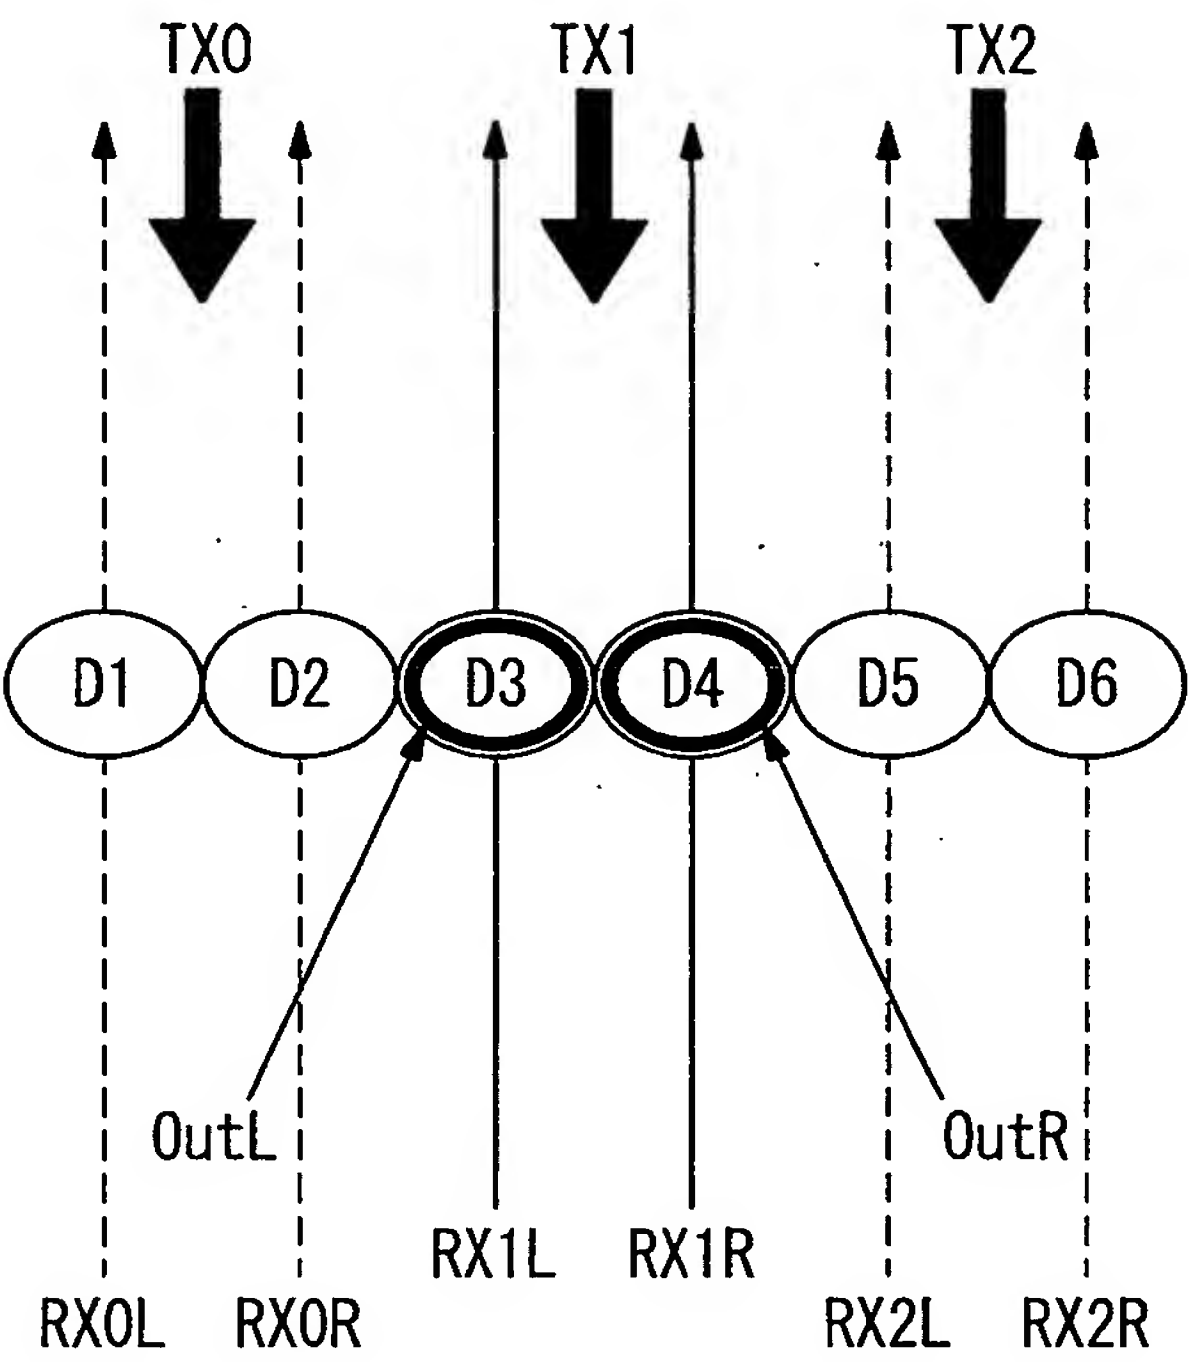 TX0 TX1 TX2
D1 D2 D3 D4 D5 D6
OutL OutR
RX1L RX1R
RX0L RX0R RX2L RX2R